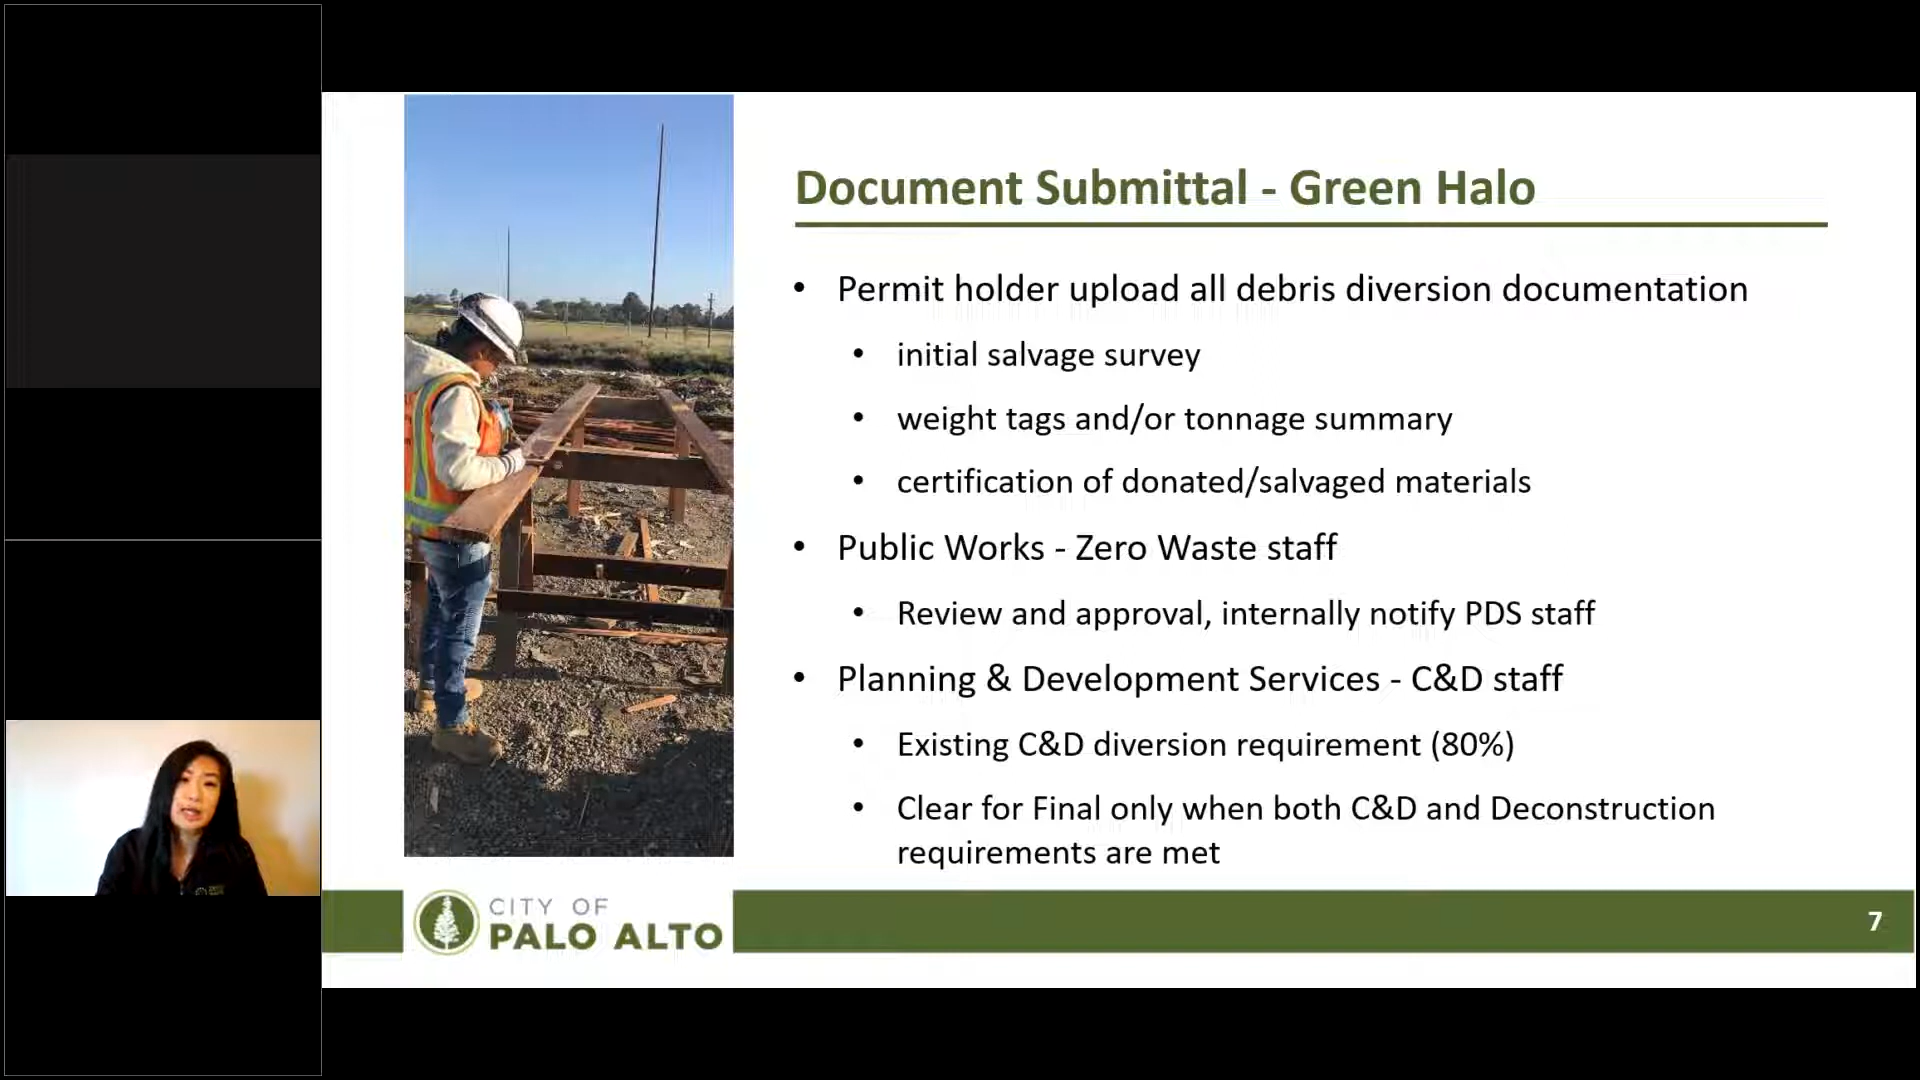 Document Submittal - Green Halo
• Permit holder upload all debris diversion documentation
• initial salvage survey
• weight tags and/or tonnage summary
• certification of donated/salvaged materials
• Public Works - Zero Waste staff
• Review and approval, internally notify PDS staff
• Planning & Development Services - C&D staff
• Existing C&D diversion requirement (80%)
• Clear for Final only when both C&D and Deconstruction
requirements are met
CITY OF
PALO ALTO
7